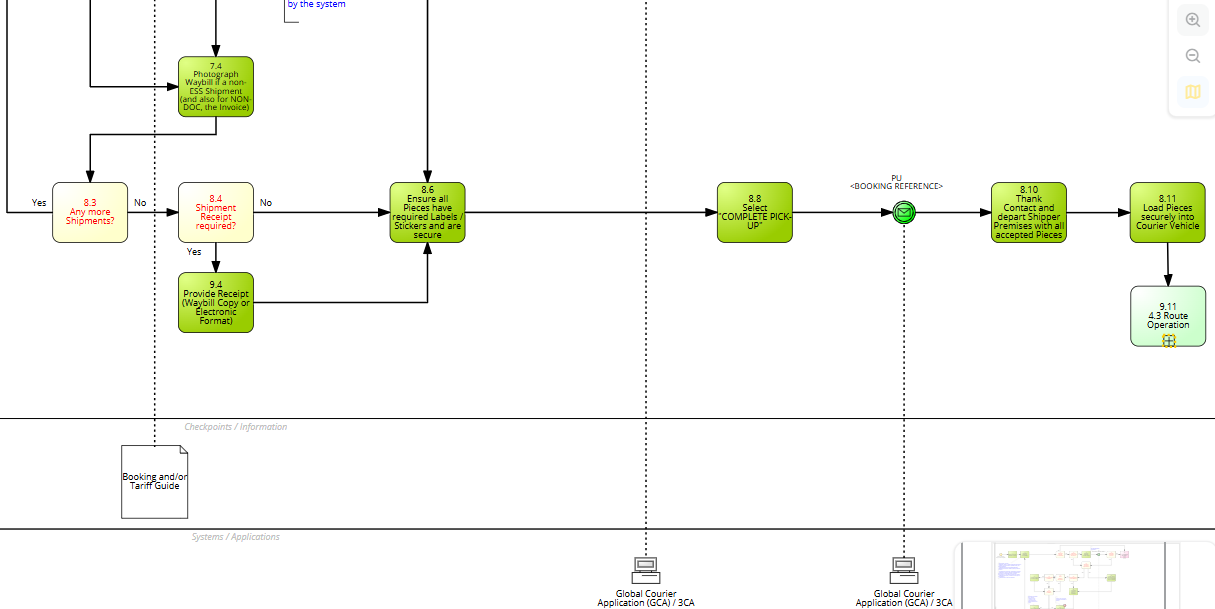 by the system
7.4
Photograph
Waybill if a non-
ESS Shipment
(and also for NON-
DOC, the Invoice)
Yes
8.3
Any more
Shipments?
No
8.4
Shipment
Receipt
required?
No
Yes
9.4
Provide Receipt
(Waybill Copy or
Electronic
Format)
8.6
Ensure all
Pieces have
required Labels /
Stickers and are
secure
8.8
Select
"COMPLETE PICK-
UP"
PU
<BOOKING REFERENCE>
8.10
Thank
Contact and
depart Shipper
Premises with all
accepted Pieces
8.11
Load Pieces
securely into
Courier Vehicle
9.11
4.3 Route
Operation
Checkpoints / Information
Booking and/or
Tariff Guide
Systems / Applications
Global Courier
Application (GCA) / 3CA
Global Courier
Application (GCA) / 3CA